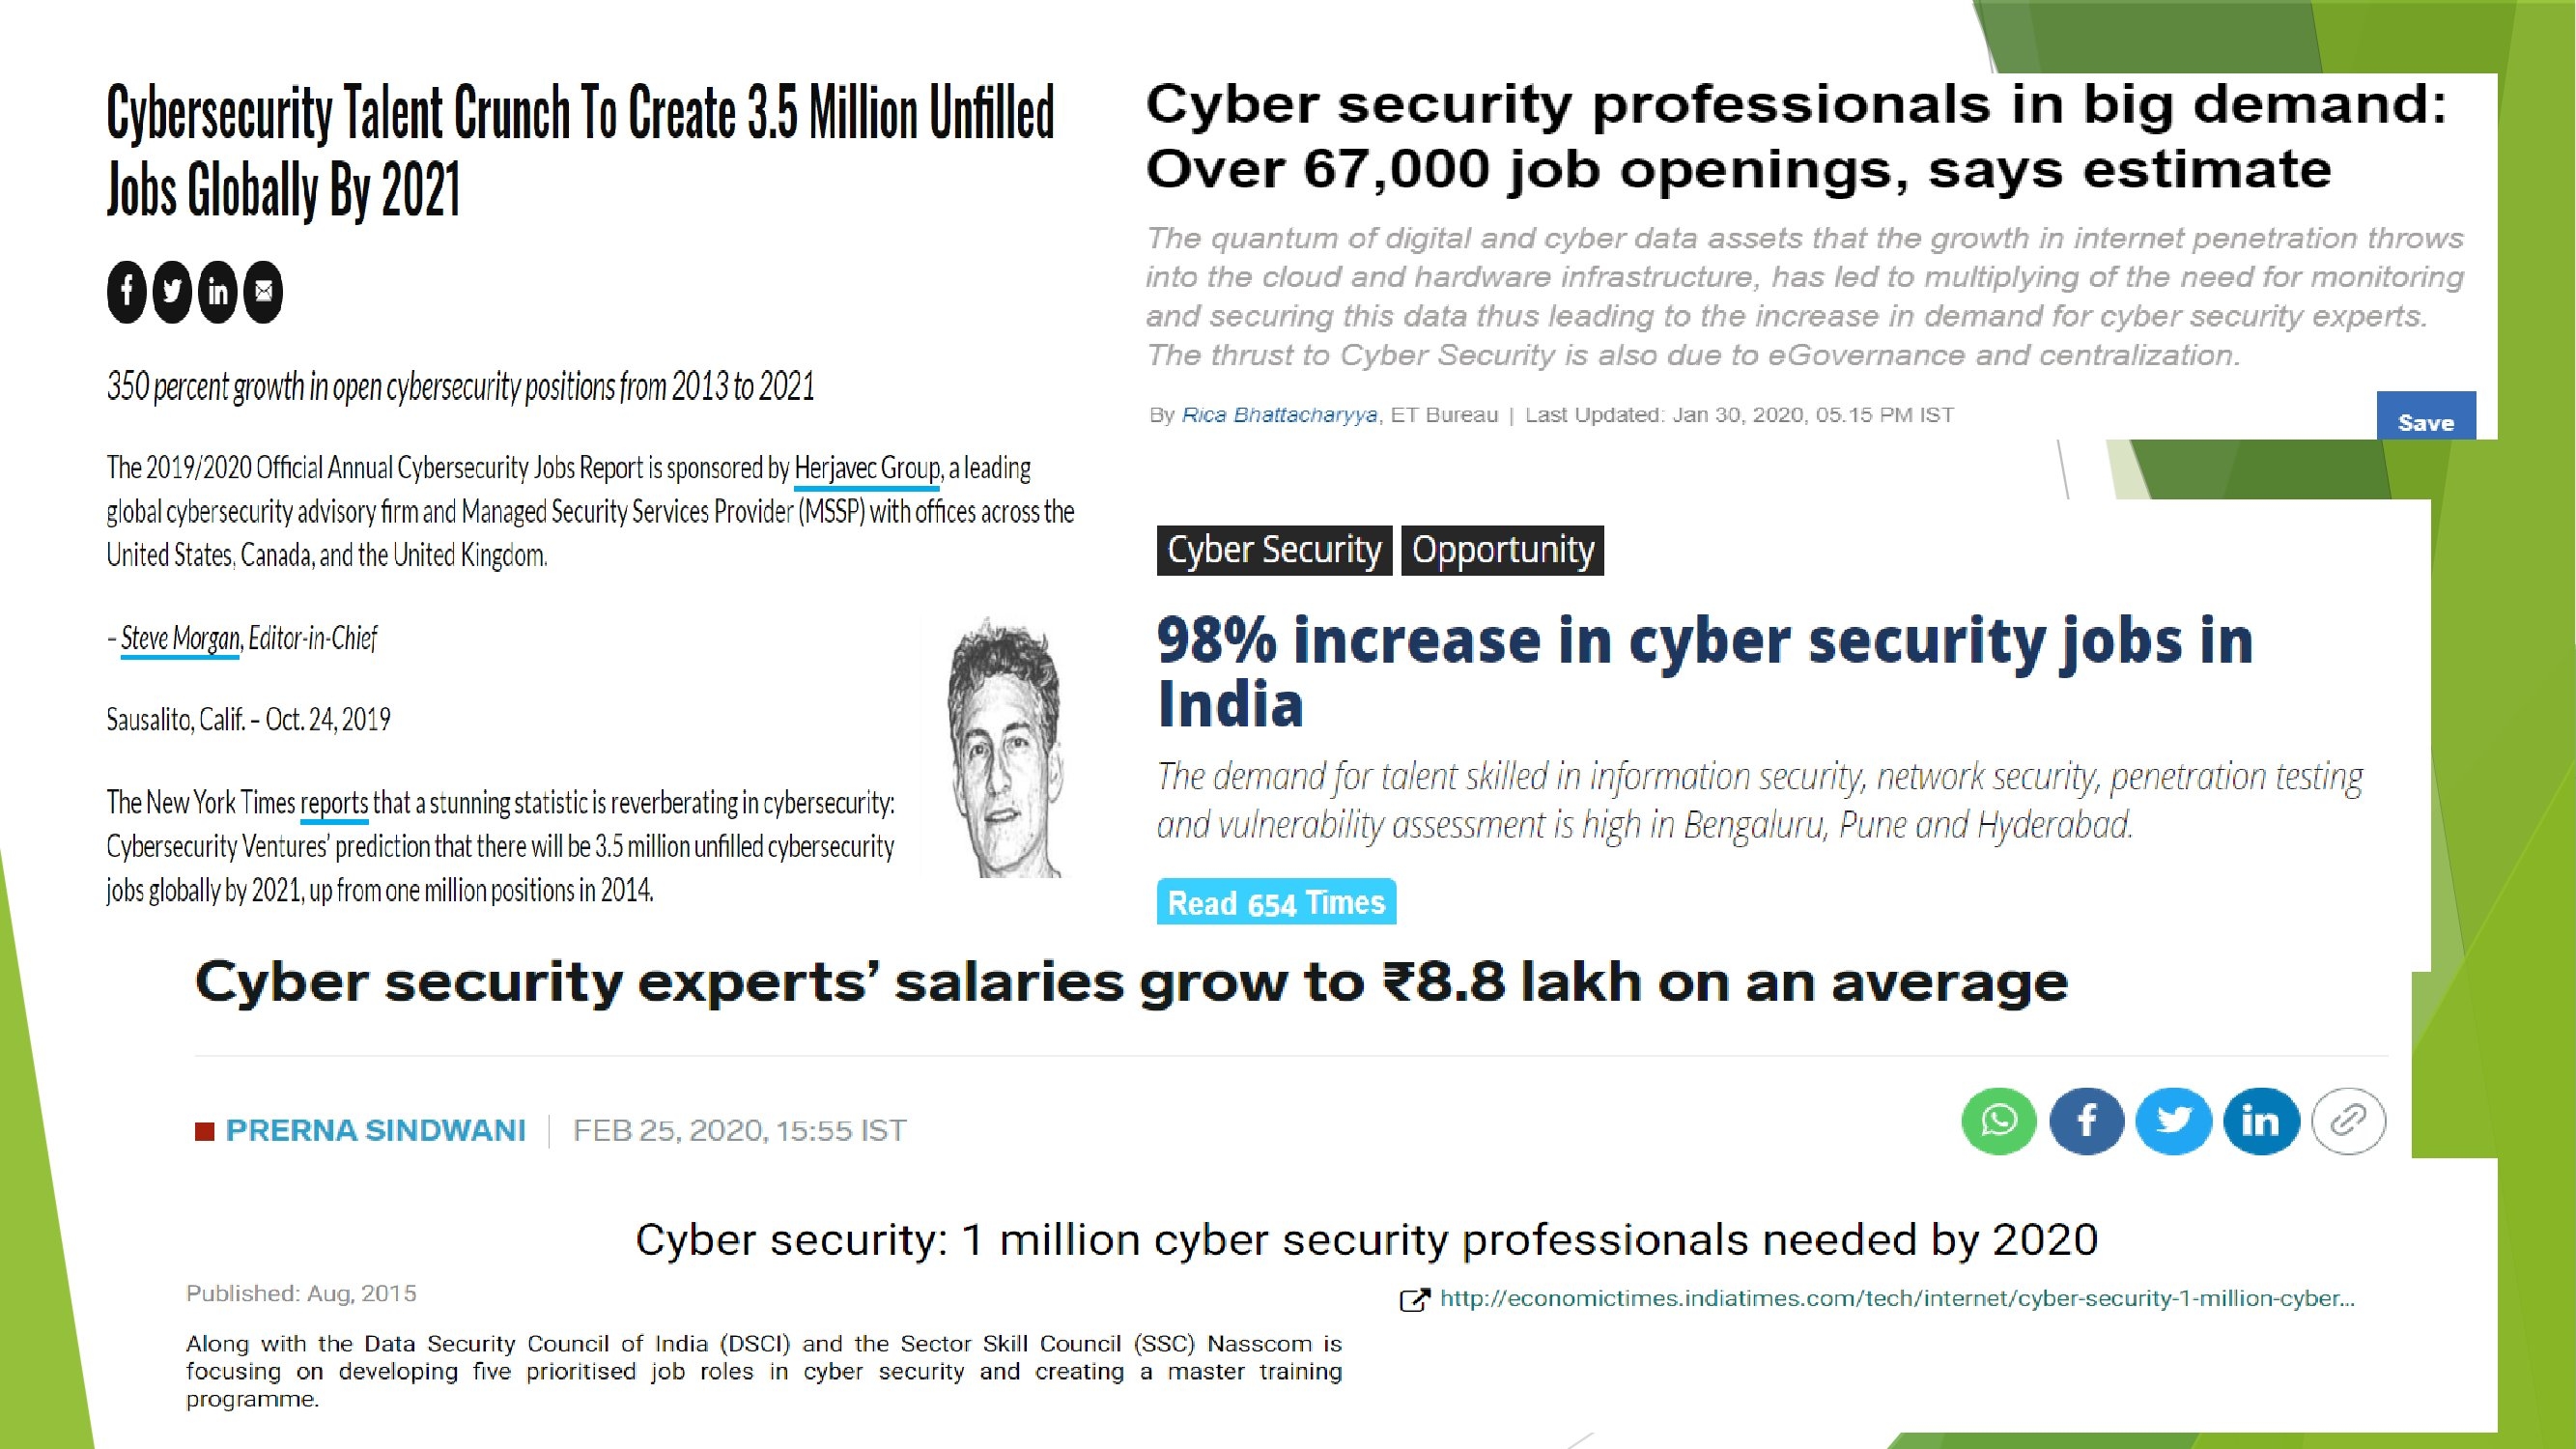 Cybersecurity Talent Crunch To Create 3.5 Million Unfilled
Jobs Globally By 2021
350 percent growth in open cybersecurity positions from 2013 to 2021
The 2019/2020 Official Annual Cybersecurity Jobs Report is sponsored by Herjavec Group, a leading
global cybersecurity advisory firm and Managed Security Services Provider (MSSP) with offices across the
United States, Canada, and the United Kingdom.
– Steve Morgan, Editor-in-Chief
Sausalito, Calif. – Oct. 24, 2019
The New York Times reports that a stunning statistic is reverberating in cybersecurity:
Cybersecurity Ventures’ prediction that there will be 3.5 million unfilled cybersecurity
jobs globally by 2021, up from one million positions in 2014.
Cyber security professionals in big demand:
Over 67,000 job openings, says estimate
The quantum of digital and cyber data assets that the growth in internet penetration throws
into the cloud and hardware infrastructure, has led to multiplying of the need for monitoring
and securing this data thus leading to the increase in demand for cyber security experts.
The thrust to Cyber Security is also due to eGovernance and centralization.
By Rica Bhattacharyya, ET Bureau | Last Updated: Jan 30, 2020, 05.15 PM IST
Save
Cyber Security Opportunity
98% increase in cyber security jobs in
India
The demand for talent skilled in information security, network security, penetration testing
and vulnerability assessment is high in Bengaluru, Pune and Hyderabad.
Read 654 Times
Cyber security experts’ salaries grow to ₹8.8 lakh on an average
PRERNA SINDWANI | FEB 25, 2020, 15:55 IST
Cyber security: 1 million cyber security professionals needed by 2020
Published: Aug, 2015
http://economictimes.indiatimes.com/tech/internet/cyber-security-1-million-cyber...
Along with the Data Security Council of India (DSCI) and the Sector Skill Council (SSC) Nasscom is
focusing on developing five prioritised job roles in cyber security and creating a master training
programme.